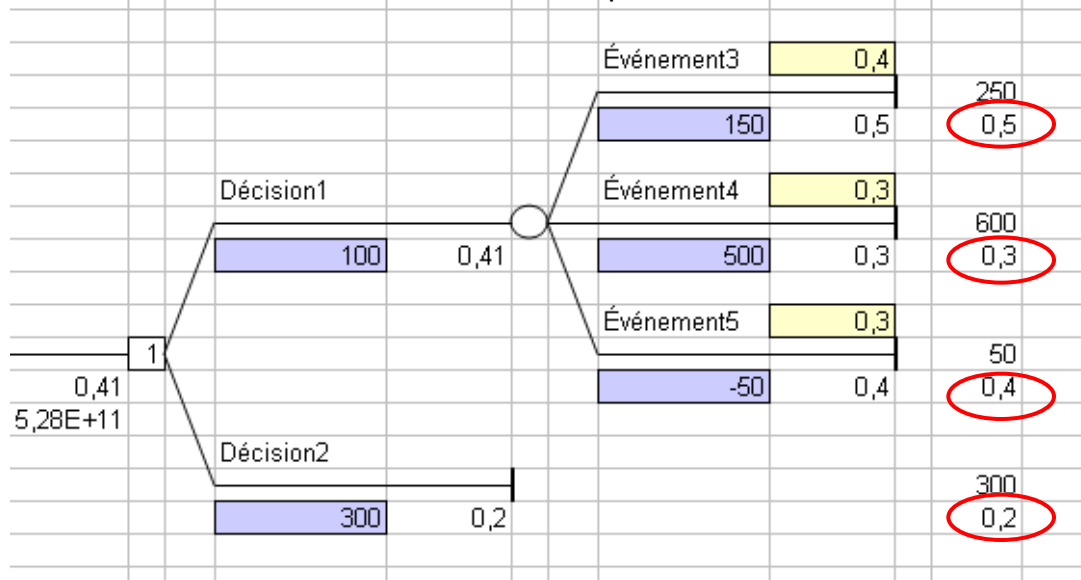 Événement3 0,4
250
150 0,5 0,5
Décision1 Événement4 0,3
600
100 0,41 500 0,3 0,3
Événement5 0,3
1 50
0,41 -50 0,4 0,4
5,28E+11
Décision2
300
300 0,2 0,2